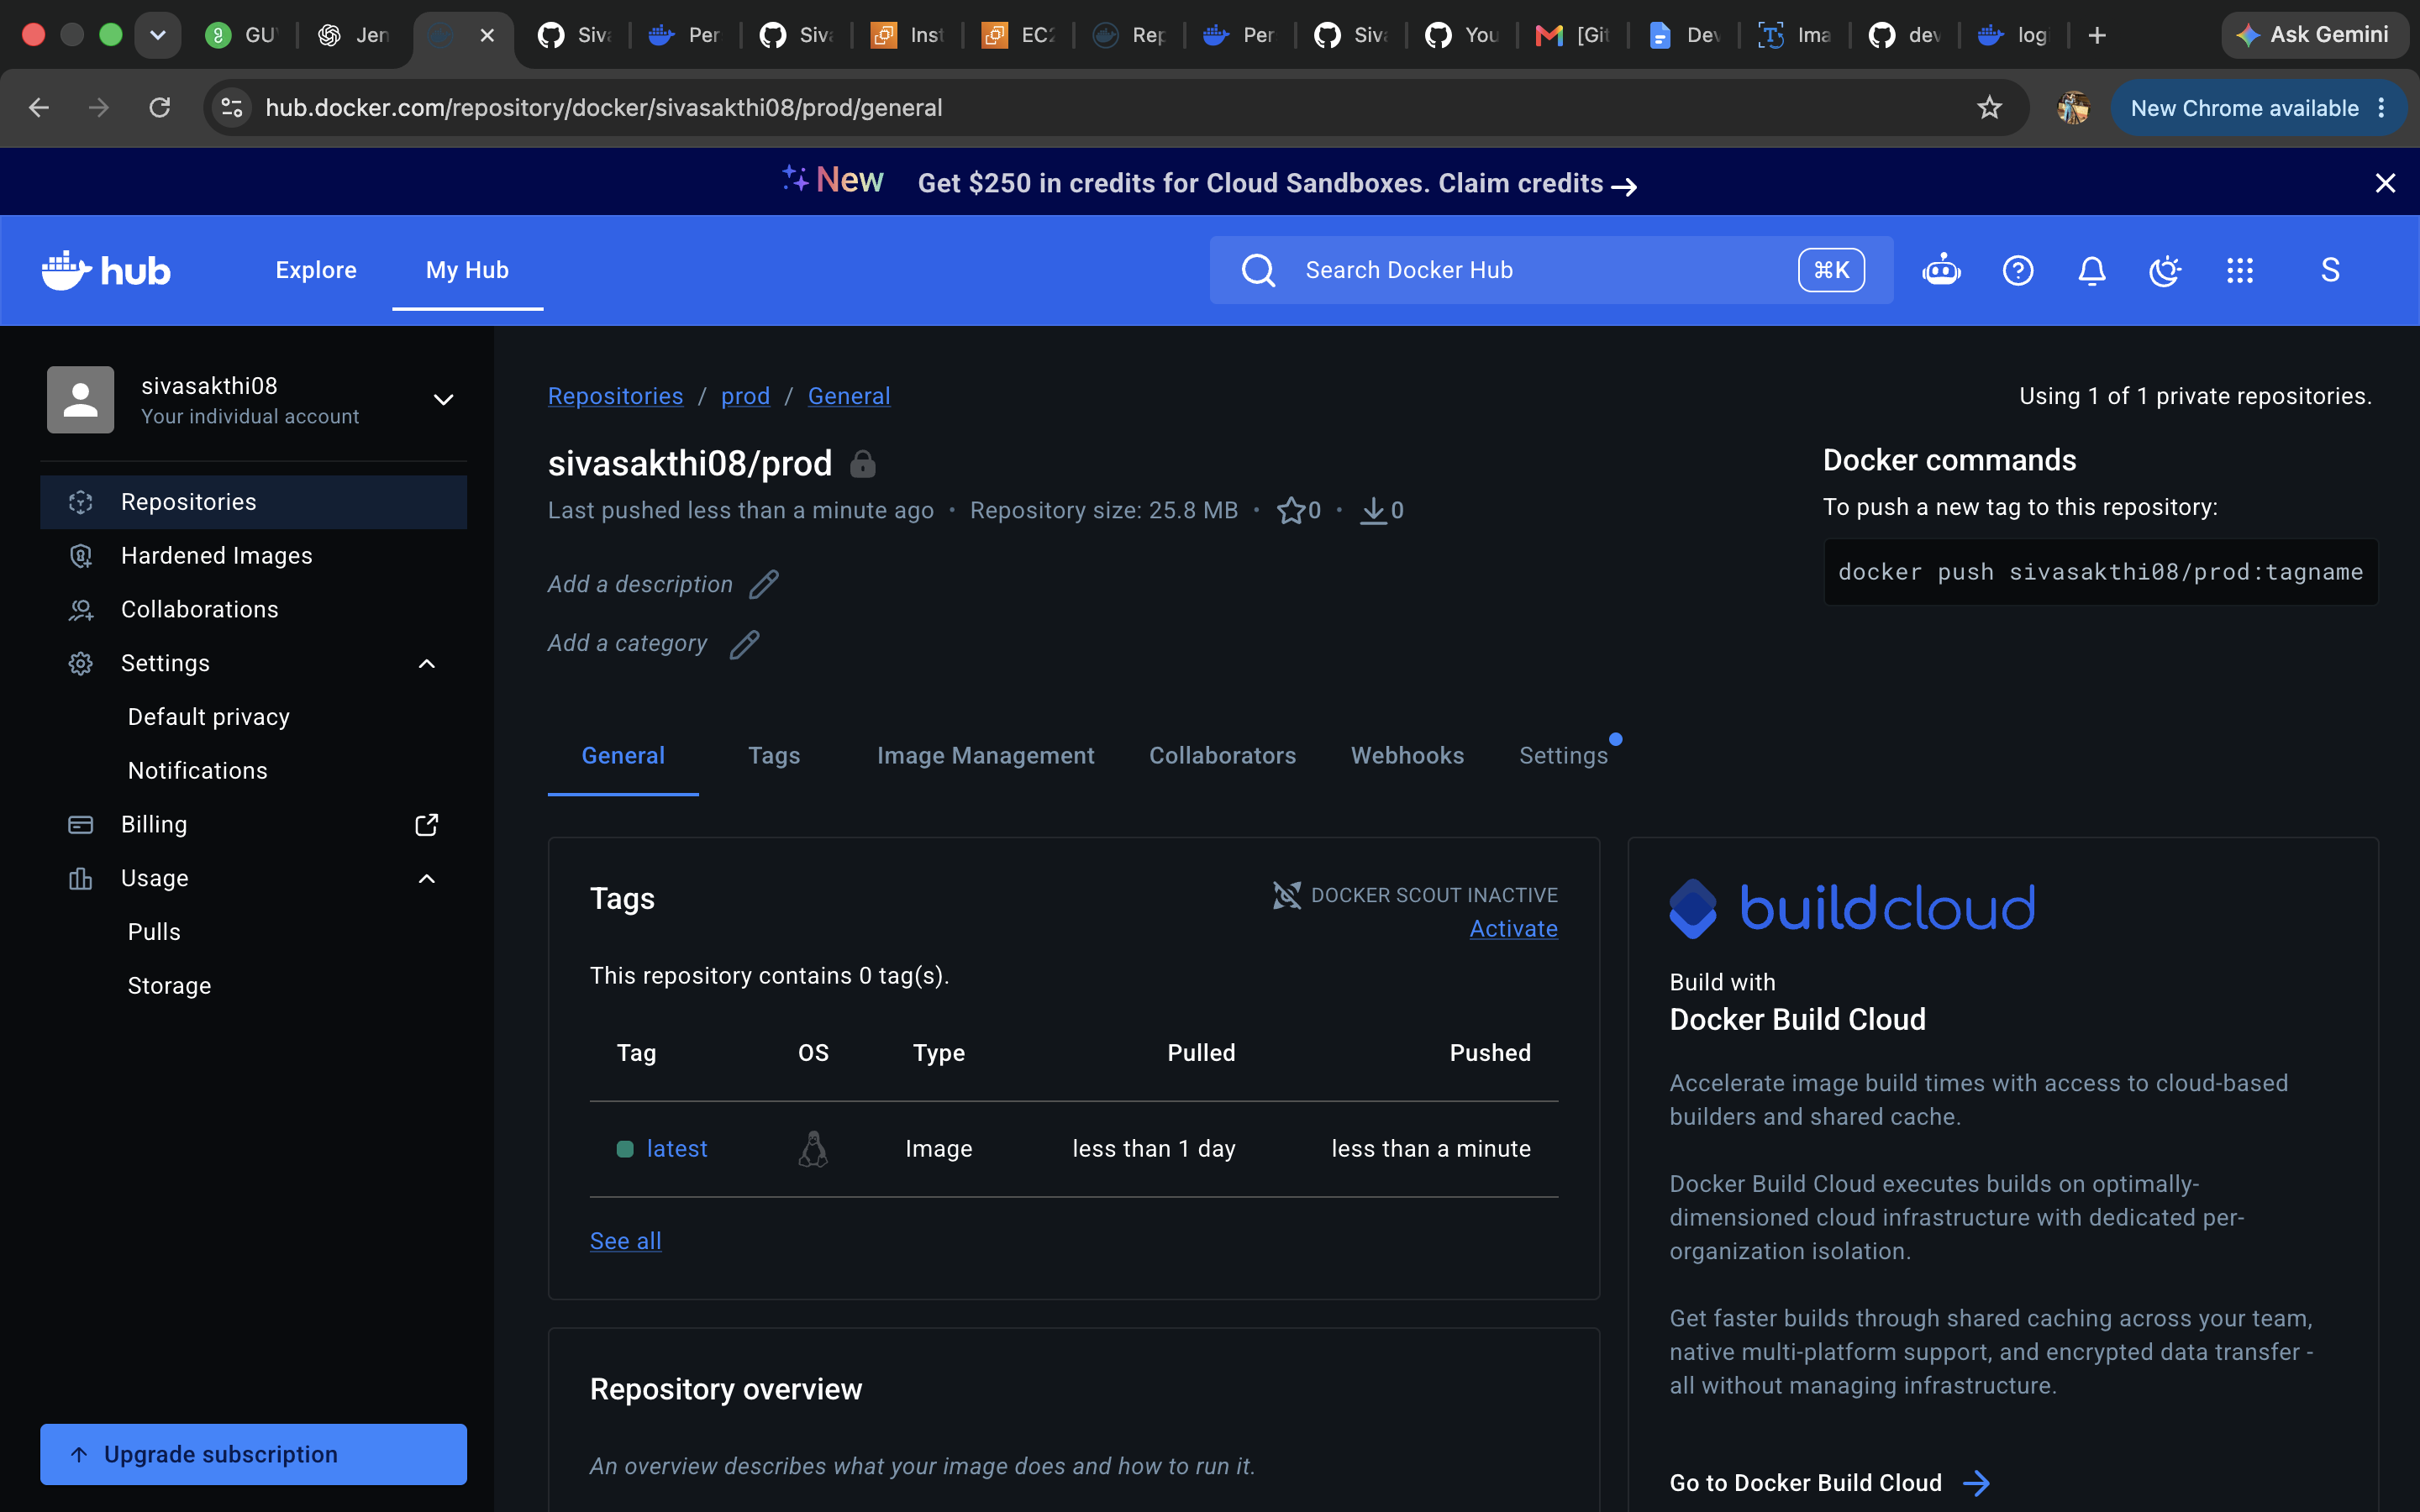 GU
Jen
Siva
Per
Siva
Inst
EC2
Rep
Per
Siva
You
[Git
Dev
Ima
dev
logi
Ask Gemini
hub.docker.com/repository/docker/sivasakthi08/prod/general
New Chrome available
New Get $250 in credits for Cloud Sandboxes. Claim credits →
hub
Explore
My Hub
Search Docker Hub
⌘K
S
sivasakthi08
Your individual account
Repositories
Hardened Images
Collaborations
Settings
Default privacy
Notifications
Billing
Usage
Pulls
Storage
Upgrade subscription
Repositories / prod / General
Using 1 of 1 private repositories.
sivasakthi08/prod
Last pushed less than a minute ago • Repository size: 25.8 MB • 0 • 0
Add a description
Add a category
Docker commands
To push a new tag to this repository:
docker push sivasakthi08/prod:tagname
General
Tags
Image Management
Collaborators
Webhooks
Settings
Tags
DOCKER SCOUT INACTIVE
Activate
This repository contains 0 tag(s).
Tag OS Type Pulled Pushed
latest Image less than 1 day less than a minute
See all
Repository overview
An overview describes what your image does and how to run it.
buildcloud
Build with
Docker Build Cloud
Accelerate image build times with access to cloud-based
builders and shared cache.
Docker Build Cloud executes builds on optimally-
dimensioned cloud infrastructure with dedicated per-
organization isolation.
Get faster builds through shared caching across your team,
native multi-platform support, and encrypted data transfer -
all without managing infrastructure.
Go to Docker Build Cloud →